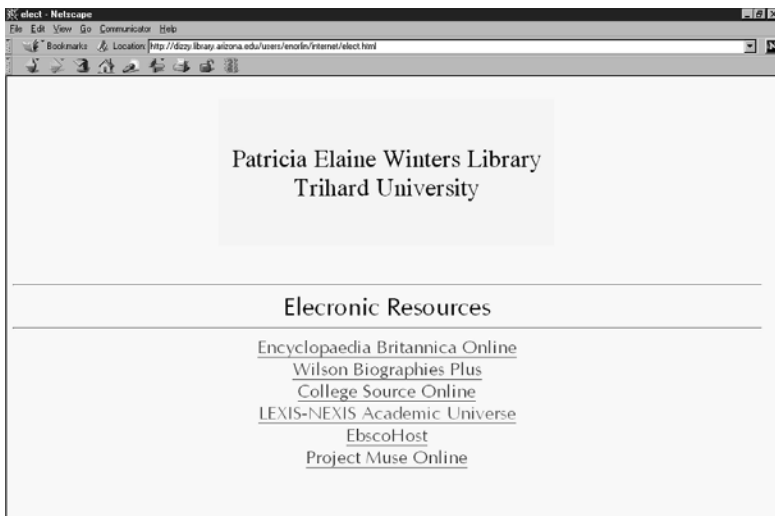 elect - Netscape
File Edit View Go Communicator Help
Bookmarks Location: http://dizzy.library.arizona.edu/users/enorlin/internet/elect.html
Patricia Elaine Winters Library
Trihard University
Elecronic Resources
Encyclopaedia Britannica Online
Wilson Biographies Plus
College Source Online
LEXIS-NEXIS Academic Universe
EbscoHost
Project Muse Online